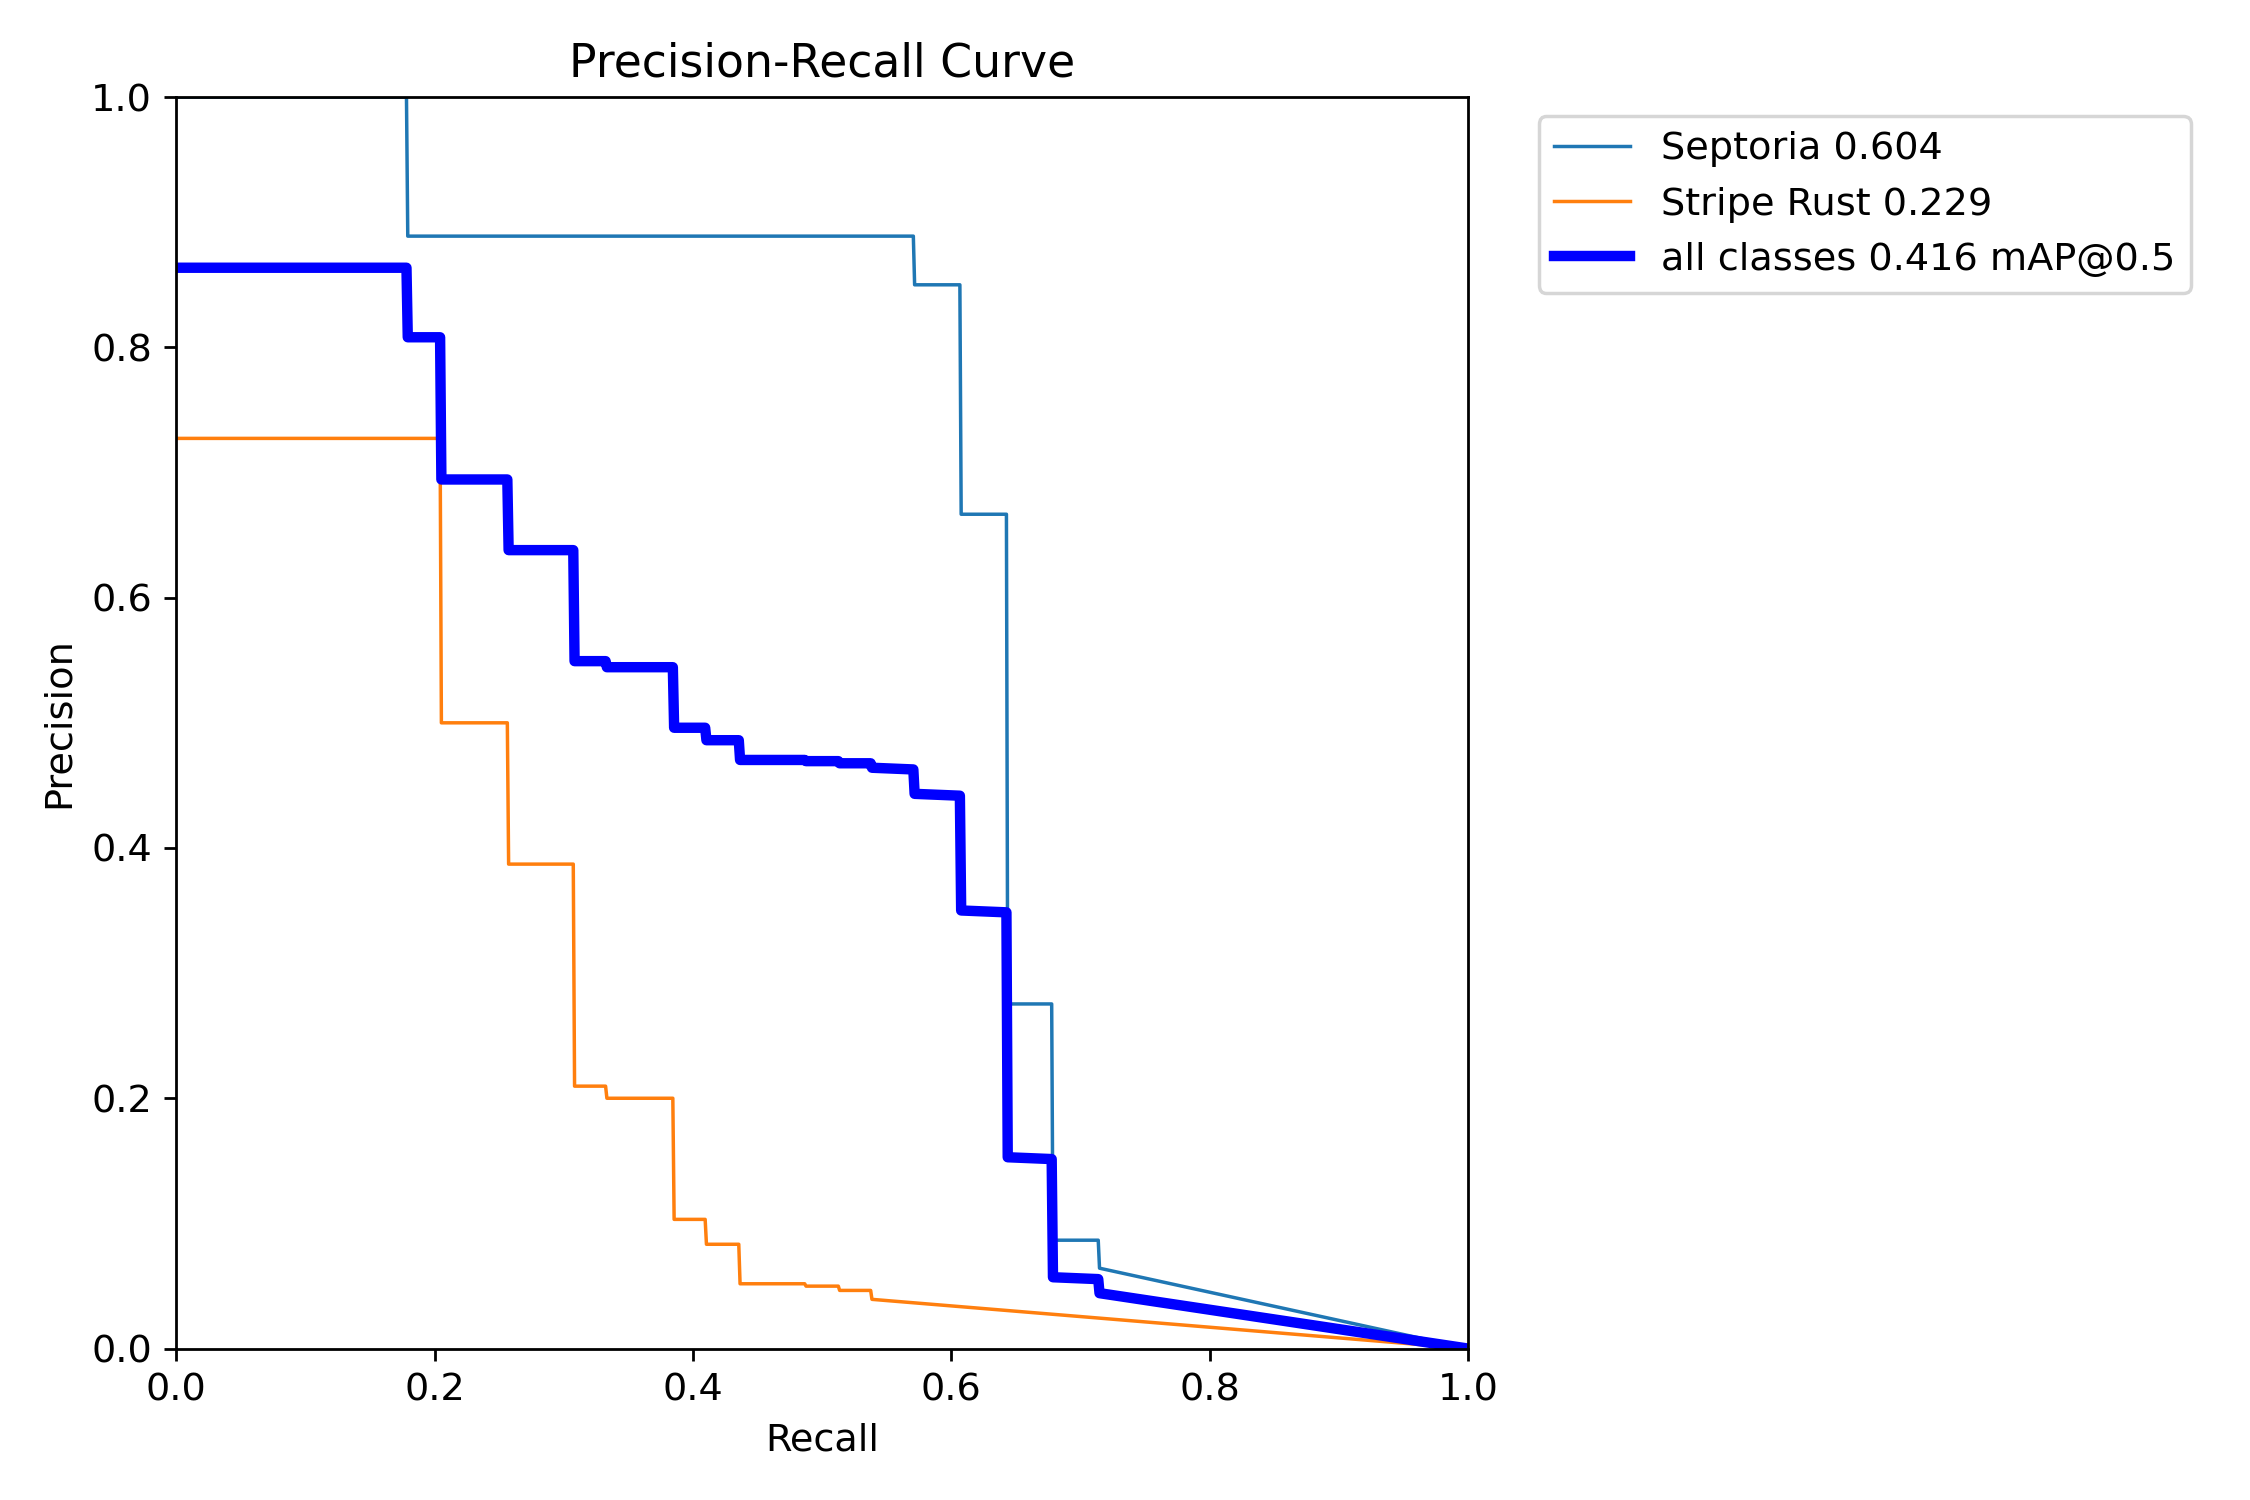 Precision-Recall Curve
1.0
0.8
0.6
0.4
0.2
0.0
Precision
0.0 0.2 0.4 0.6 0.8 1.0
Recall
Septoria 0.604
Stripe Rust 0.229
all classes 0.416 mAP@0.5